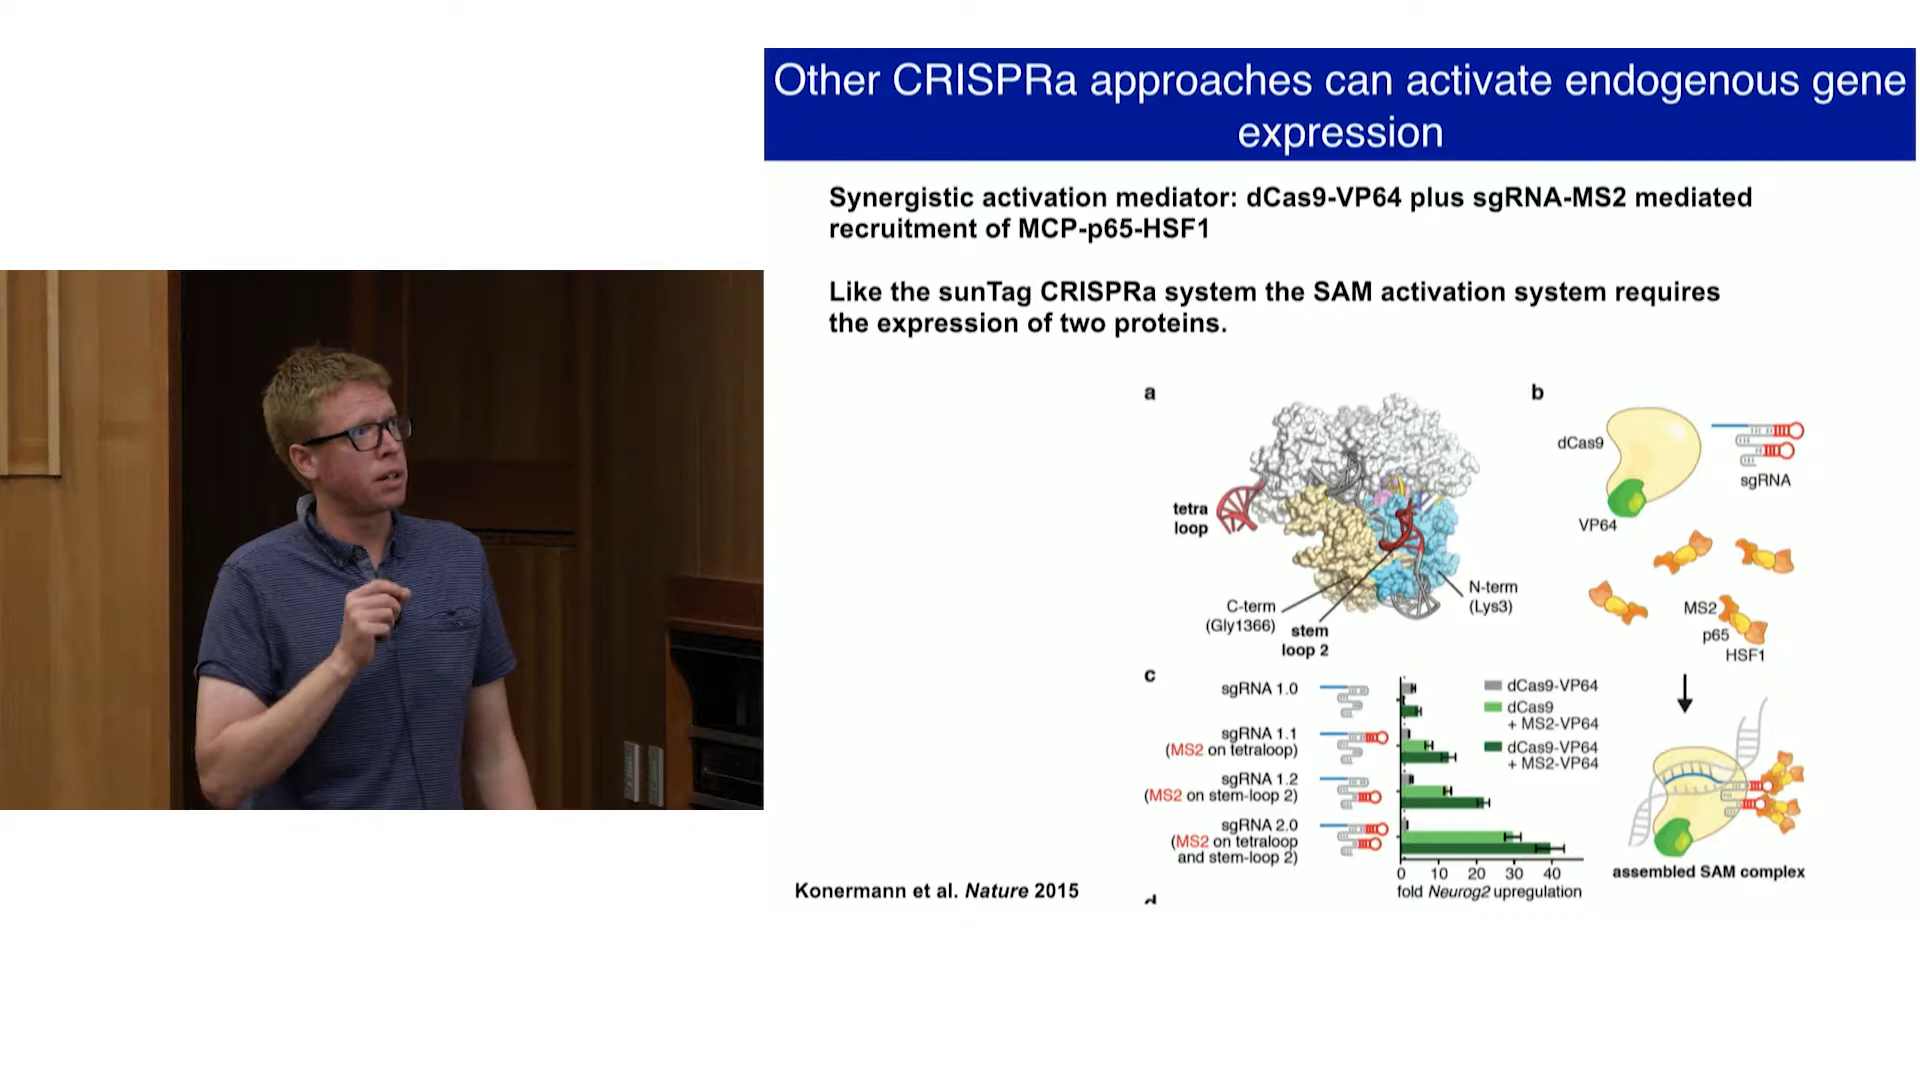 Other CRISPRa approaches can activate endogenous gene
expression
Synergistic activation mediator: dCas9-VP64 plus sgRNA-MS2 mediated
recruitment of MCP-p65-HSF1
Like the sunTag CRISPRa system the SAM activation system requires
the expression of two proteins.
a
tetra
loop
C-term
(Gly1366)
stem
loop 2
N-term
(Lys3)
b
dCas9
VP64
sgRNA
MS2
p65
HSF1
assembled SAM complex
c
sgRNA 1.0
sgRNA 1.1
(MS2 on tetraloop)
sgRNA 1.2
(MS2 on stem-loop 2)
sgRNA 2.0
(MS2 on tetraloop
and stem-loop 2)
dCas9-VP64
dCas9
+ MS2-VP64
dCas9-VP64
+ MS2-VP64
0 10 20 30 40
fold Neurog2 upregulation
d
Konermann et al. Nature 2015